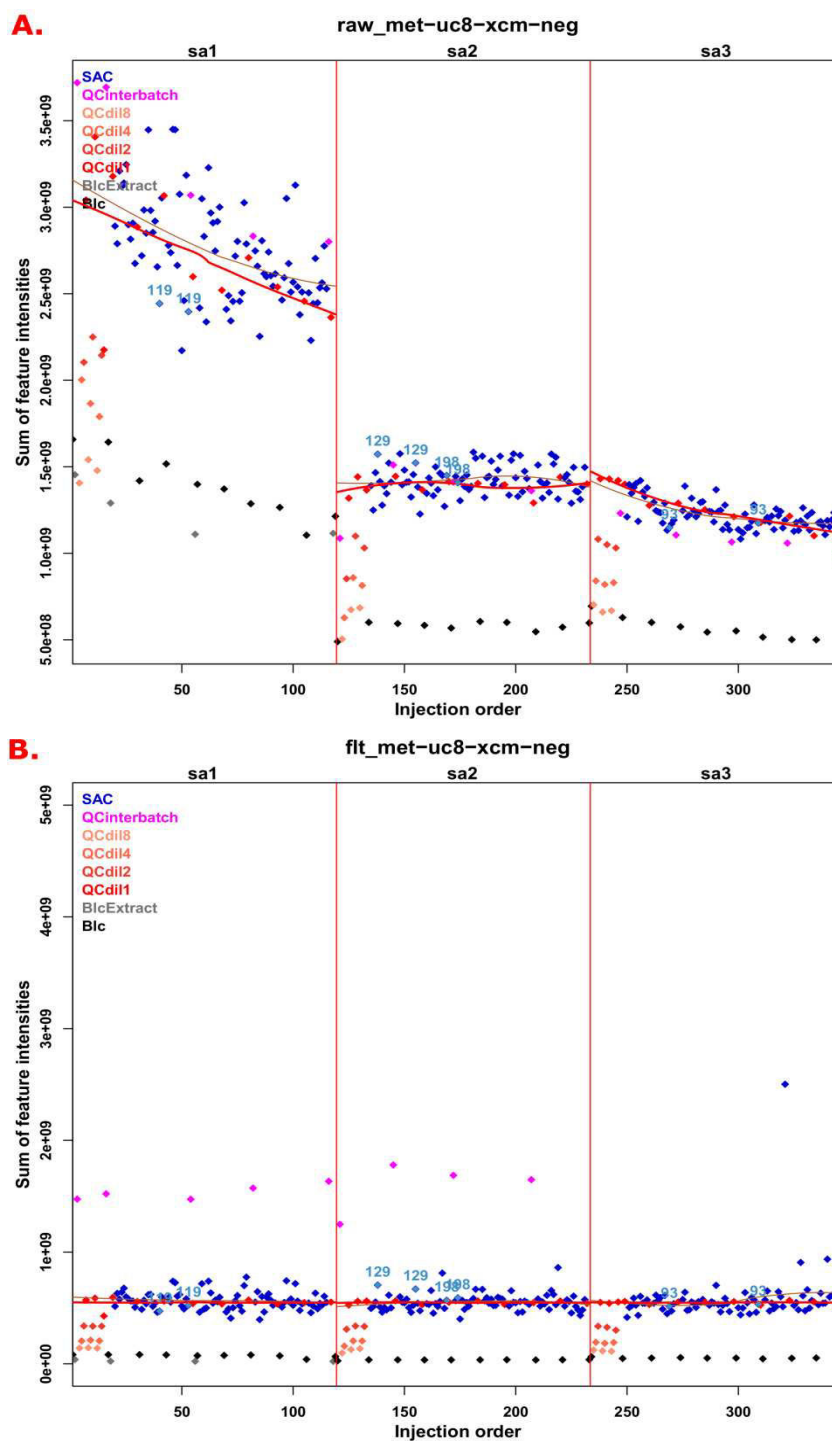 A.
raw_met−uc8−xcm−neg
sa1 sa2 sa3
SAC
QCinterbatch
QCdil8
QCdil4
QCdil2
QCdil1
BlcExtract
Blc
Sum of feature intensities
3.5e+09
3.0e+09
2.5e+09
2.0e+09
1.5e+09
1.0e+09
5.0e+08
119
119
129
129
198
198
93
93
50 100 150 200 250 300
Injection order
B.
flt_met−uc8−xcm−neg
sa1 sa2 sa3
SAC
QCinterbatch
QCdil8
QCdil4
QCdil2
QCdil1
BlcExtract
Blc
Sum of feature intensities
5e+09
4e+09
3e+09
2e+09
1e+09
0e+00
119
119
129
129
198
198
93
93
50 100 150 200 250 300
Injection order